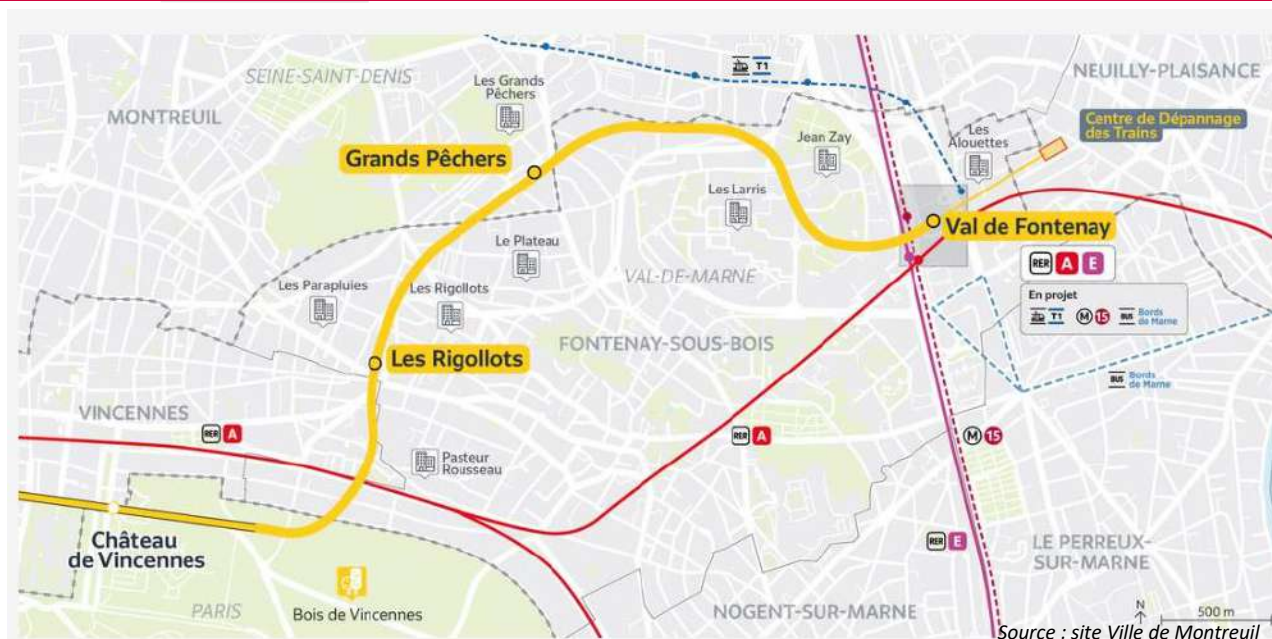 SEINE-SAINT-DENIS
T1
NEUILLY-PLAISANCE
Les Grands
Pêchers
MONTREUIL
Centre de Dépannage
des Trains
Jean Zay
Les
Alouettes
Grands Pêchers
Les Larris
Val de Fontenay
Le Plateau
VAL-DE-MARNE
RER A E
Les Parapluies
Les Rigollots
En projet
T1 M 15 BUS Bords
de Marne
FONTENAY-SOUS-BOIS
Les Rigollots
BUS Bords
de Marne
VINCENNES
RER A
RER A
M 15
Pasteur
Rousseau
Château
de Vincennes
RER E
LE PERREUX-
SUR-MARNE
PARIS
Bois de Vincennes
NOGENT-SUR-MARNE
N
500 m
Source : site Ville de Montreuil